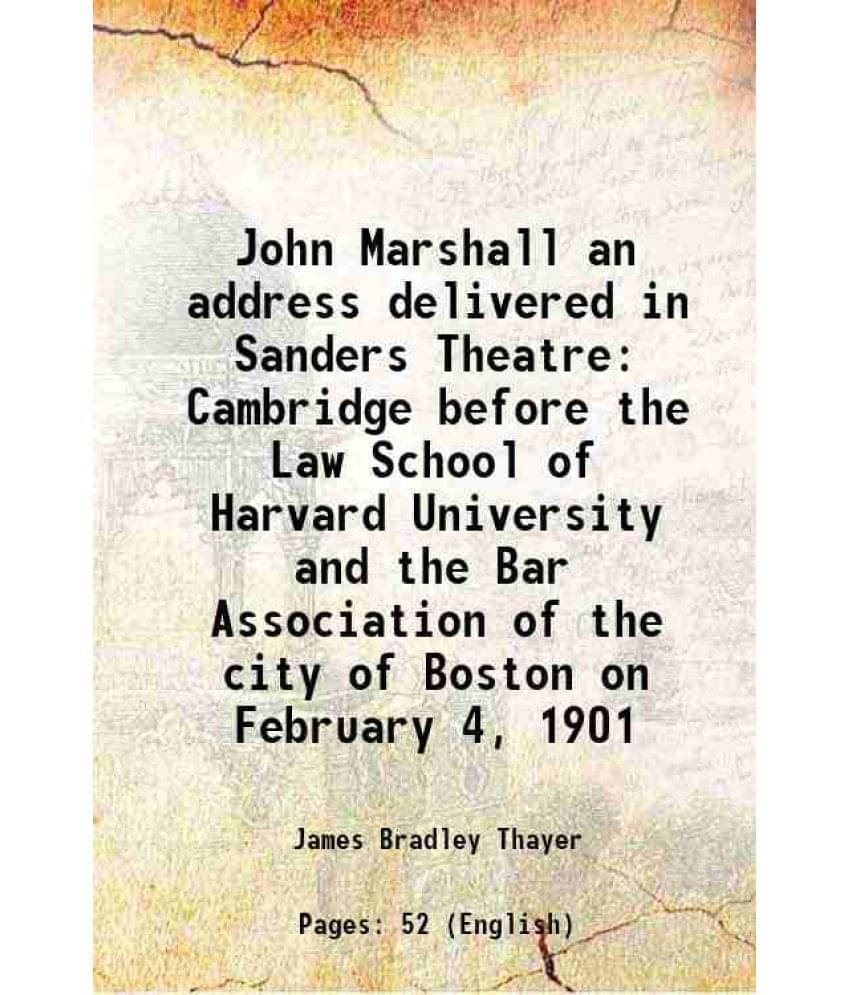 John Marshall an
address delivered in
Sanders Theatre:
Cambridge before the
Law School of
Harvard University
and the Bar
Association of the
city of Boston on
February 4, 1901
James Bradley Thayer
Pages: 52 (English)